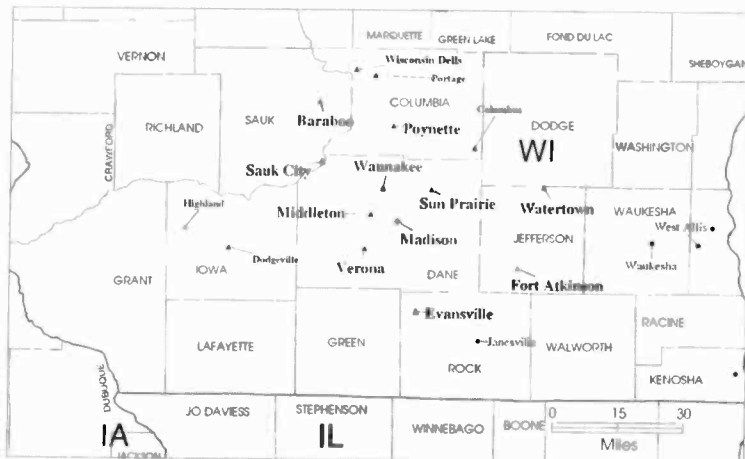 MARQUETTE
GREEN LAKE
FOND DU LAC
VERNON
Wisconsin Dells
SHEBOYGAN
Portage
COLUMBIA
Columbus
SAUK
Baraboo
RICHLAND
Poynette
DODGE
CRAWFORD
WI
WASHINGTON
Sauk City
Wannakee
Highland
Sun Prairie
Watertown
WAUKESHA
Middleton
West Allis
Madison
JEFFERSON
Dodgeville
IOWA
Verona
DANE
Waukesha
GRANT
Fort Atkinson
Evansville
RACINE
LAFAYETTE
GREEN
Janesville
WALWORTH
ROCK
KENOSHA
DUBUQUE
JO DAVIESS
STEPHENSON
WINNEBAGO
BOONE
0 15 30
Miles
IA
IL
JACKSON